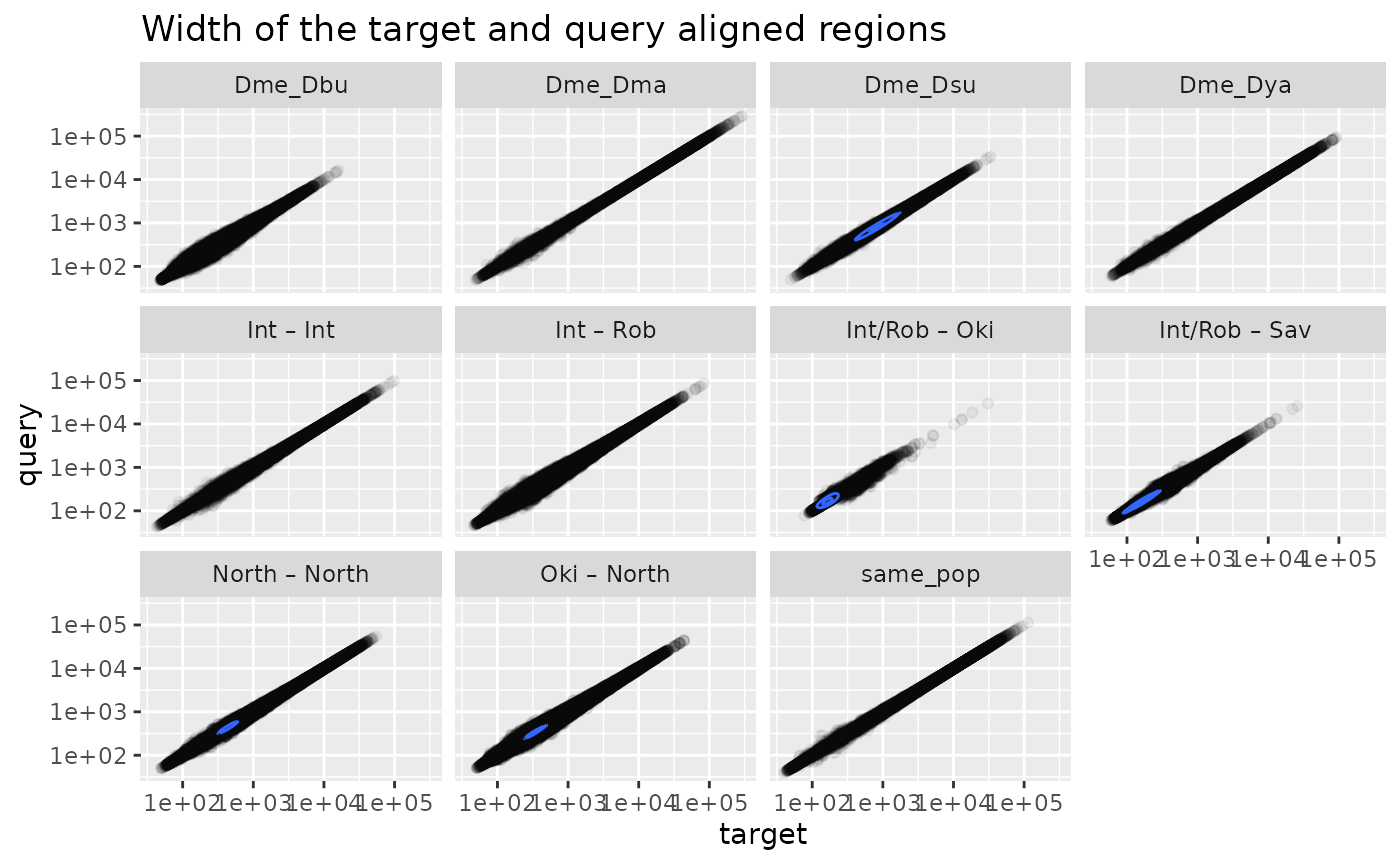 Width of the target and query aligned regions
Dme_Dbu Dme_Dma Dme_Dsu Dme_Dya
1e+05
1e+04
1e+03
1e+02
Int – Int Int – Rob Int/Rob – Oki Int/Rob – Sav
1e+05
1e+04
1e+03
1e+02
query
1e+02 1e+03 1e+04 1e+05
North – North Oki – North same_pop
1e+05
1e+04
1e+03
1e+02
1e+02 1e+03 1e+04 1e+05 1e+02 1e+03 1e+04 1e+05 1e+02 1e+03 1e+04 1e+05
target